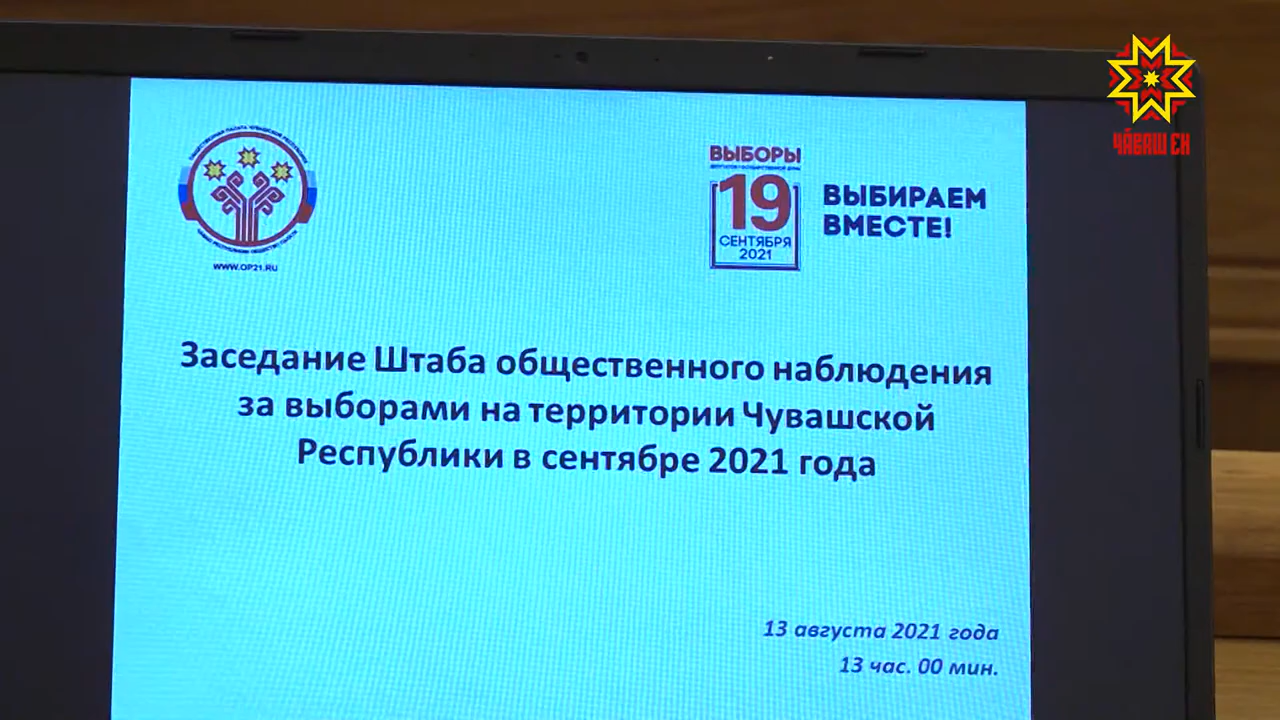 ЧӐВАШ ЕН
ВЫБОРЫ
19
СЕНТЯБРЯ
2021
ВЫБИРАЕМ
ВМЕСТЕ!
WWW.OP21.RU
Заседание Штаба общественного наблюдения
за выборами на территории Чувашской
Республики в сентябре 2021 года
13 августа 2021 года
13 час. 00 мин.